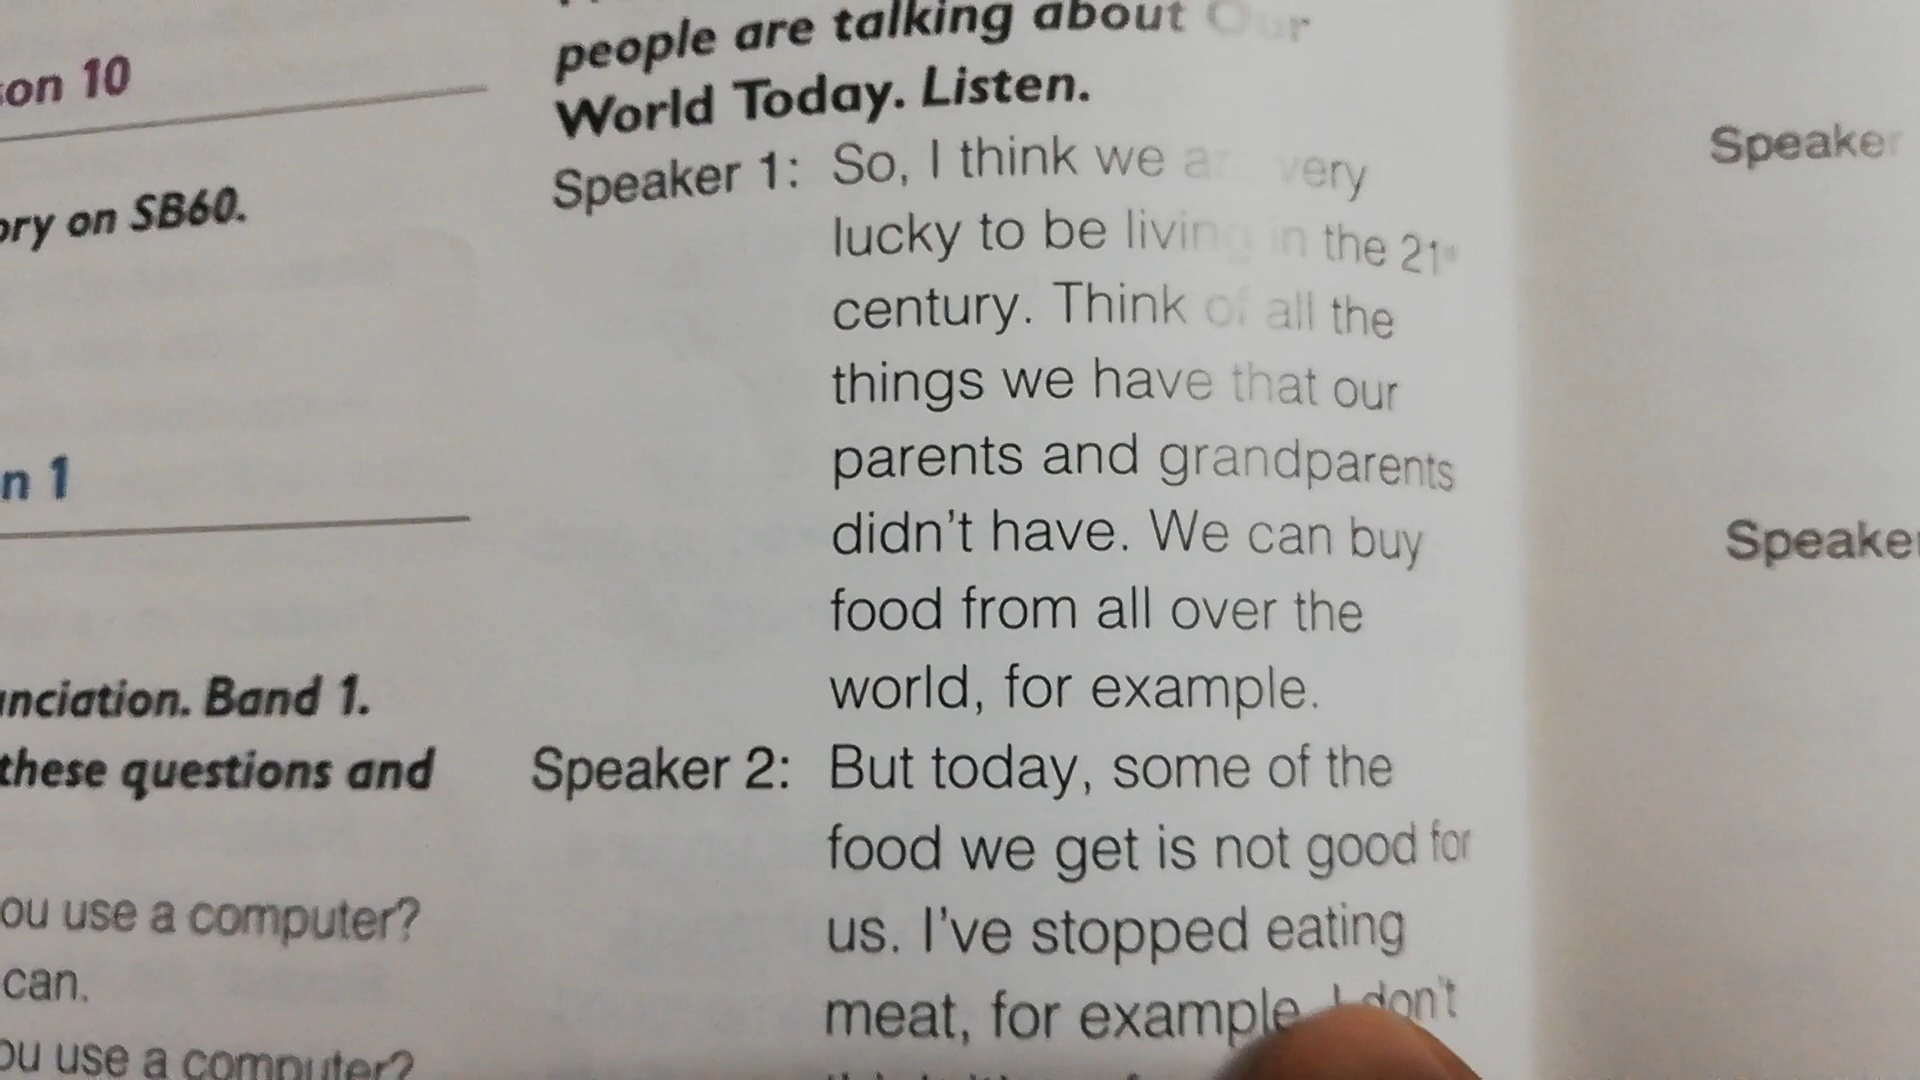 son 10
ory on SB60.
n 1
unciation. Band 1.
these questions and
ou use a computer?
can.
ou use a computer?
people are talking about Our
World Today. Listen.
Speaker 1: So, I think we are very
lucky to be living in the 21st
century. Think of all the
things we have that our
parents and grandparents
didn't have. We can buy
food from all over the
world, for example.
Speaker 2: But today, some of the
food we get is not good for
us. I've stopped eating
meat, for example. I don't
Speaker
Speaker